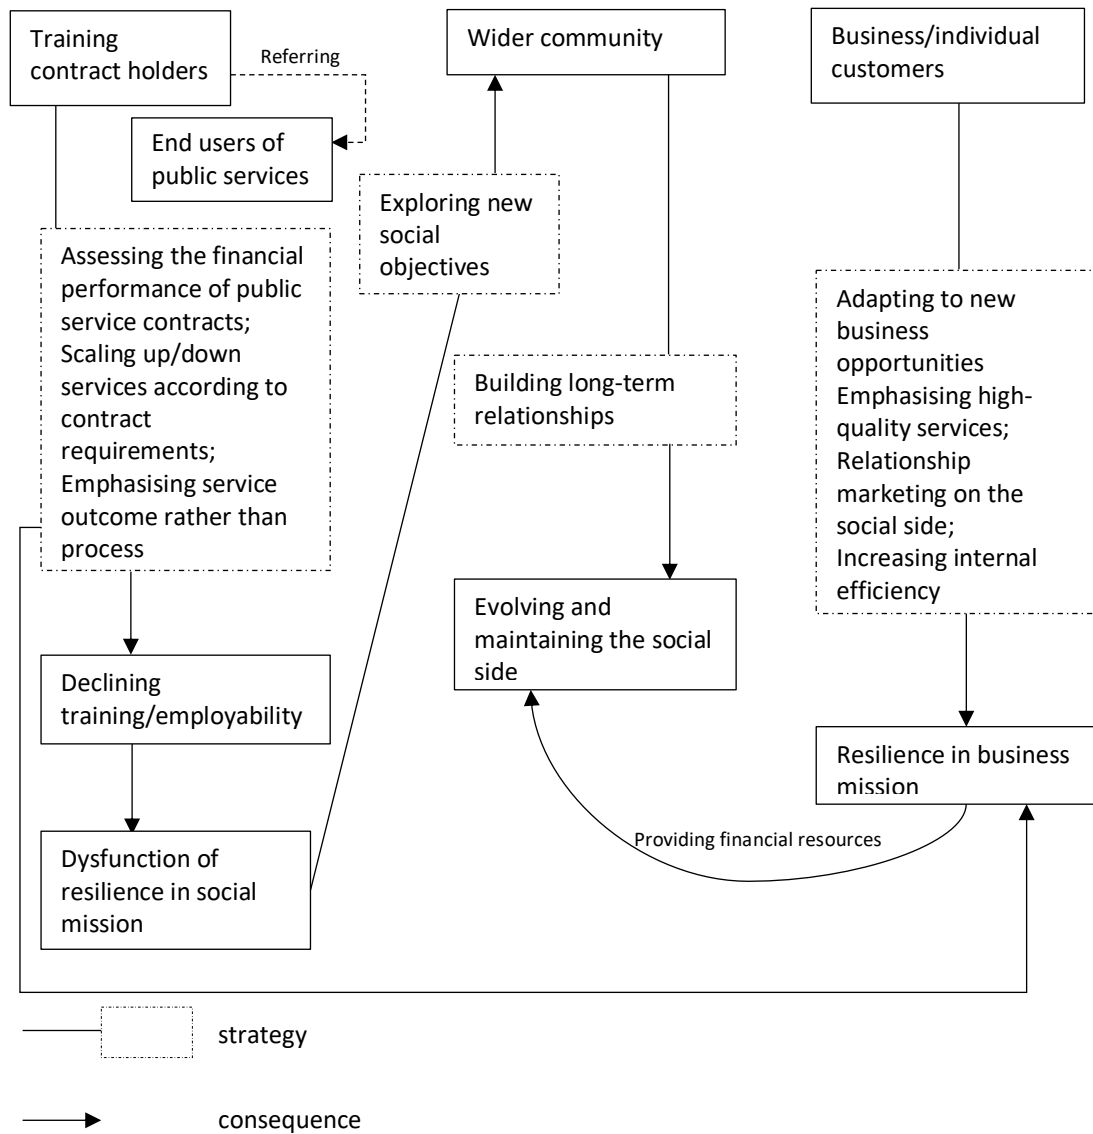 Training
contract holders
Referring
End users of
public services
Wider community
Business/individual
customers
Exploring new
social
objectives
Assessing the financial
performance of public
service contracts;
Scaling up/down
services according to
contract
requirements;
Emphasising service
outcome rather than
process
Building long-term
relationships
Adapting to new
business
opportunities
Emphasising high-
quality services;
Relationship
marketing on the
social side;
Increasing internal
efficiency
Evolving and
maintaining the social
side
Declining
training/employability
Resilience in business
mission
Providing financial resources
Dysfunction of
resilience in social
mission
strategy
consequence